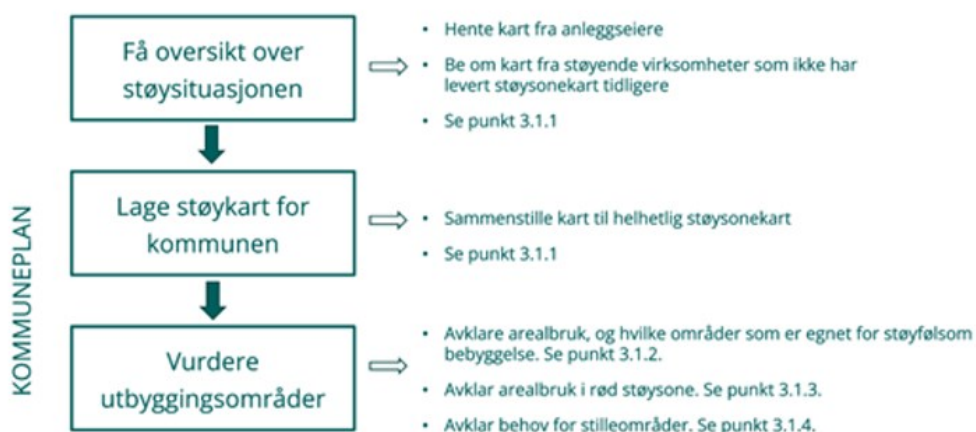 KOMMUNEPLAN
Få oversikt over
støysituasjonen
• Hente kart fra anleggseiere
• Be om kart fra støyende virksomheter som ikke har
levert støysonekart tidligere
• Se punkt 3.1.1
Lage støykart for
kommunen
• Sammenstille kart til helhetlig støysonekart
• Se punkt 3.1.1
Vurdere
utbyggingsområder
• Avklare arealbruk, og hvilke områder som er egnet for støyfølsom
bebyggelse. Se punkt 3.1.2.
• Avklar arealbruk i rød støysone. Se punkt 3.1.3.
• Avklar behov for stilleområder. Se punkt 3.1.4.